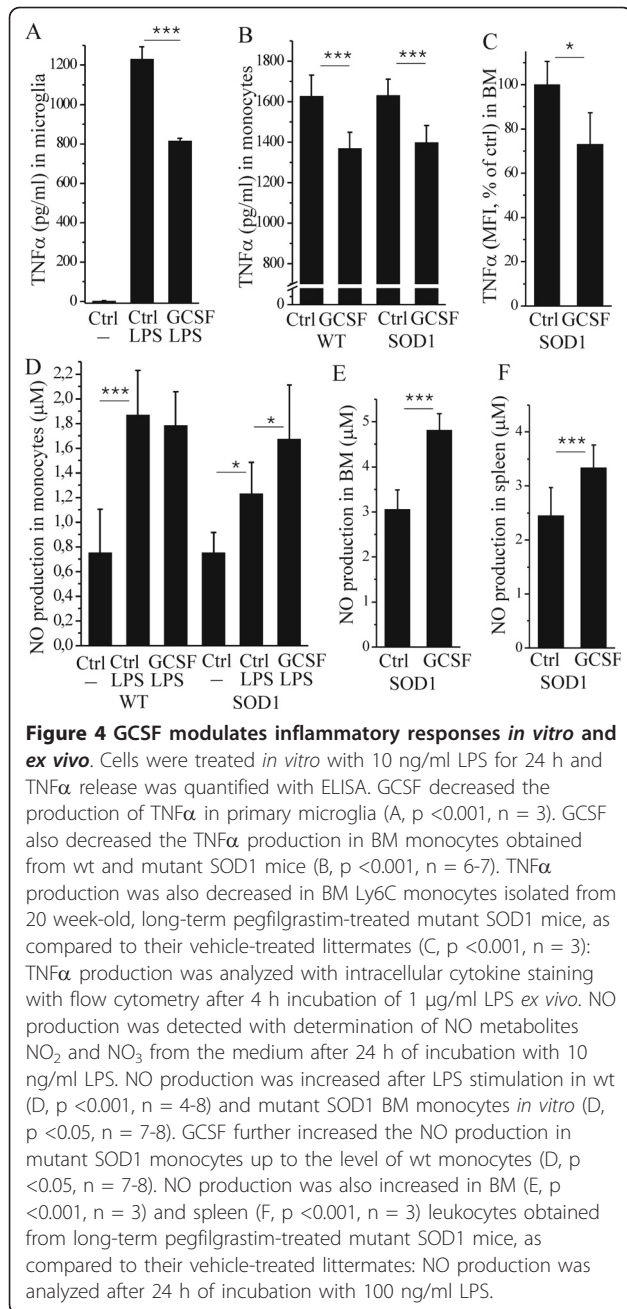 A
***
TNFα (pg/ml) in microglia
1200
1000
800
600
400
200
0
Ctrl Ctrl GCSF
– LPS LPS
B
*** ***
TNFα (pg/ml) in monocytes
1800
1600
1400
1200
1000
800
0
Ctrl GCSF Ctrl GCSF
WT SOD1
C
*
TNFα (MFI, % of ctrl) in BM
100
80
60
40
20
0
Ctrl GCSF
SOD1
D
*** * *
NO production in monocytes (µM)
2,2
2,0
1,8
1,6
1,4
1,2
1,0
0,8
0,6
0,4
0,2
0,0
Ctrl Ctrl GCSF Ctrl Ctrl GCSF
– LPS LPS – LPS LPS
WT SOD1
E
***
NO production in BM (µM)
5
4
3
2
1
0
Ctrl GCSF
SOD1
F
***
NO production in spleen (µM)
5
4
3
2
1
0
Ctrl GCSF
SOD1
Figure 4 GCSF modulates inflammatory responses in vitro and
ex vivo. Cells were treated in vitro with 10 ng/ml LPS for 24 h and
TNFα release was quantified with ELISA. GCSF decreased the
production of TNFα in primary microglia (A, p <0.001, n = 3). GCSF
also decreased the TNFα production in BM monocytes obtained
from wt and mutant SOD1 mice (B, p <0.001, n = 6-7). TNFα
production was also decreased in BM Ly6C monocytes isolated from
20 week-old, long-term pegfilgrastim-treated mutant SOD1 mice, as
compared to their vehicle-treated littermates (C, p <0.001, n = 3):
TNFα production was analyzed with intracellular cytokine staining
with flow cytometry after 4 h incubation of 1 µg/ml LPS ex vivo. NO
production was detected with determination of NO metabolites
NO₂ and NO₃ from the medium after 24 h of incubation with 10
ng/ml LPS. NO production was increased after LPS stimulation in wt
(D, p <0.001, n = 4-8) and mutant SOD1 BM monocytes in vitro (D,
p <0.05, n = 7-8). GCSF further increased the NO production in
mutant SOD1 monocytes up to the level of wt monocytes (D, p
<0.05, n = 7-8). NO production was also increased in BM (E, p
<0.001, n = 3) and spleen (F, p <0.001, n = 3) leukocytes obtained
from long-term pegfilgrastim-treated mutant SOD1 mice, as
compared to their vehicle-treated littermates: NO production was
analyzed after 24 h of incubation with 100 ng/ml LPS.